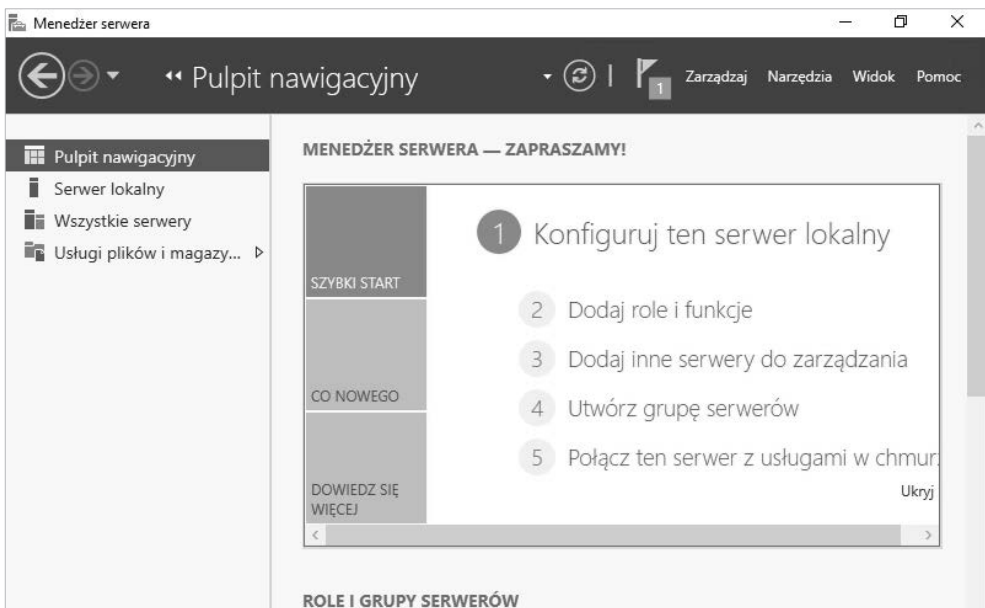 Menedżer serwera
Pulpit nawigacyjny
1
Zarządzaj Narzędzia Widok Pomoc
Pulpit nawigacyjny
Serwer lokalny
Wszystkie serwery
Usługi plików i magazy...
MENEDŻER SERWERA — ZAPRASZAMY!
SZYBKI START
CO NOWEGO
DOWIEDZ SIĘ
WIĘCEJ
1 Konfiguruj ten serwer lokalny
2 Dodaj role i funkcje
3 Dodaj inne serwery do zarządzania
4 Utwórz grupę serwerów
5 Połącz ten serwer z usługami w chmur
Ukryj
ROLE I GRUPY SERWERÓW